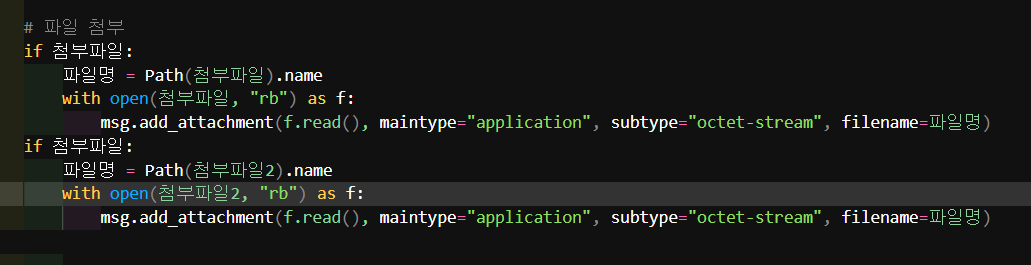 # 파일 첨부
if 첨부파일:
파일명 = Path(첨부파일).name
with open(첨부파일, "rb") as f:
msg.add_attachment(f.read(), maintype="application", subtype="octet-stream", filename=파일명)
if 첨부파일:
파일명 = Path(첨부파일2).name
with open(첨부파일2, "rb") as f:
msg.add_attachment(f.read(), maintype="application", subtype="octet-stream", filename=파일명)